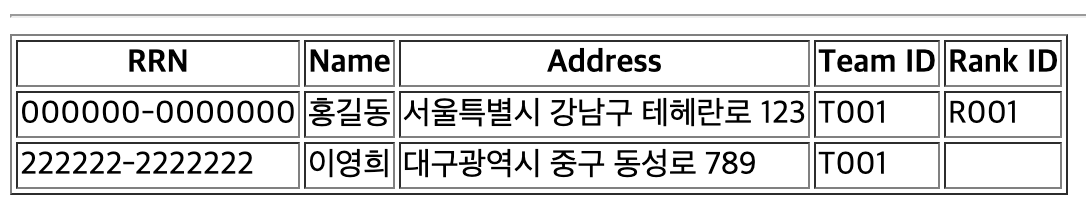 RRN Name Address Team ID Rank ID
000000-0000000 홍길동 서울특별시 강남구 테헤란로 123 T001 R001
222222-2222222 이영희 대구광역시 중구 동성로 789 T001